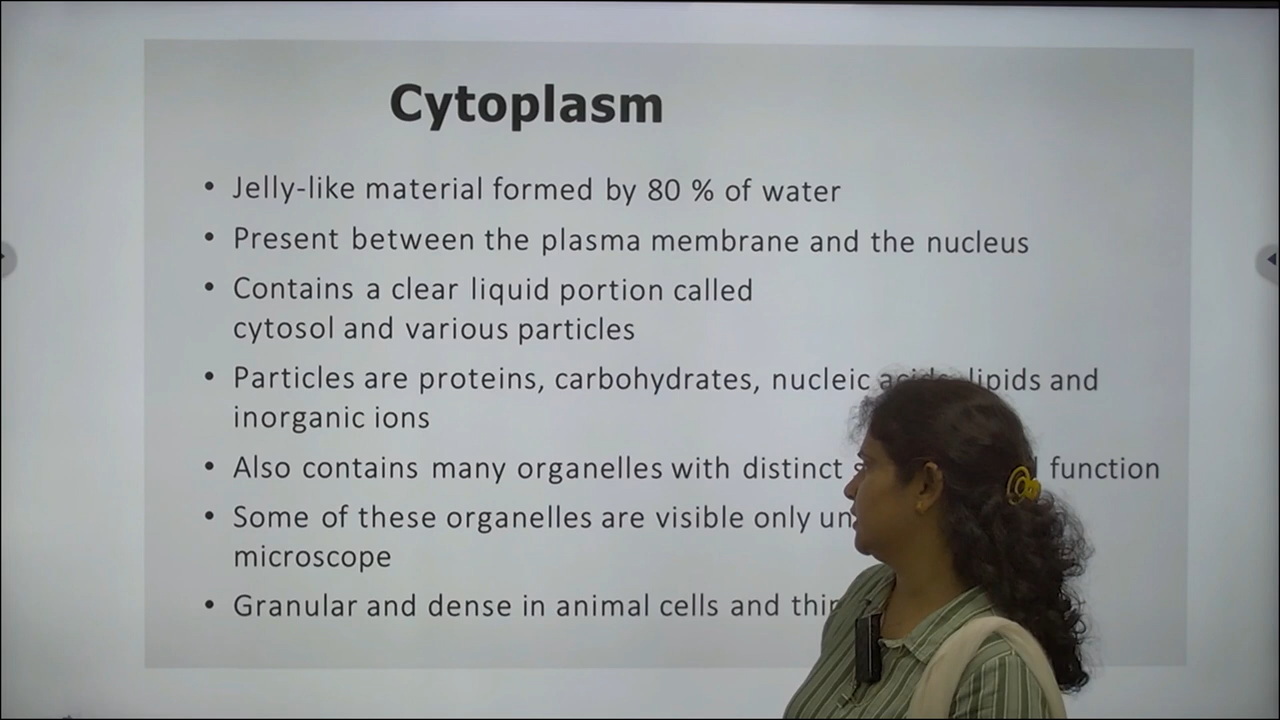 Cytoplasm
• Jelly-like material formed by 80 % of water
• Present between the plasma membrane and the nucleus
• Contains a clear liquid portion called
cytosol and various particles
• Particles are proteins, carbohydrates, nucleic acids, lipids and
inorganic ions
• Also contains many organelles with distinct function
• Some of these organelles are visible only
microscope
• Granular and dense in animal cells and